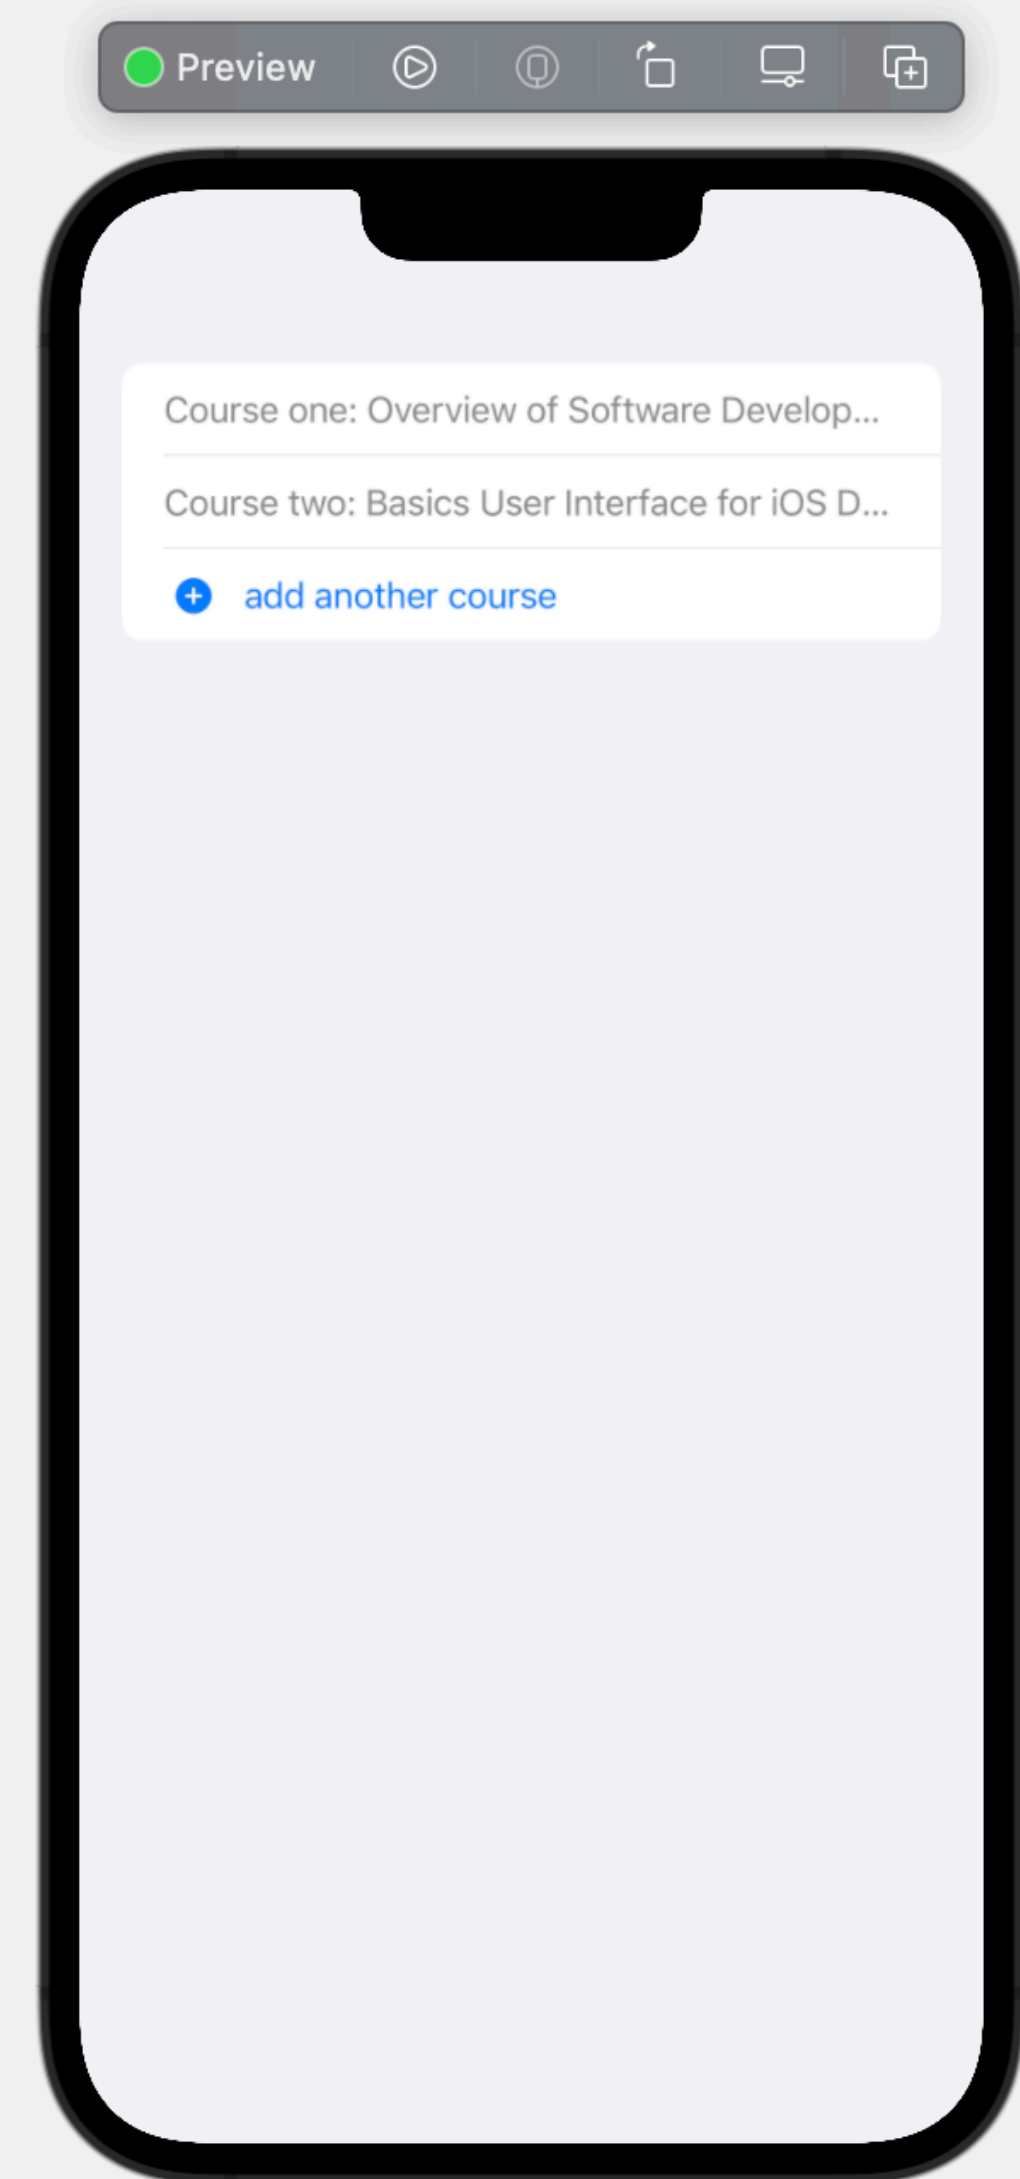 Preview
Course one: Overview of Software Develop...
Course two: Basics User Interface for iOS D...
add another course